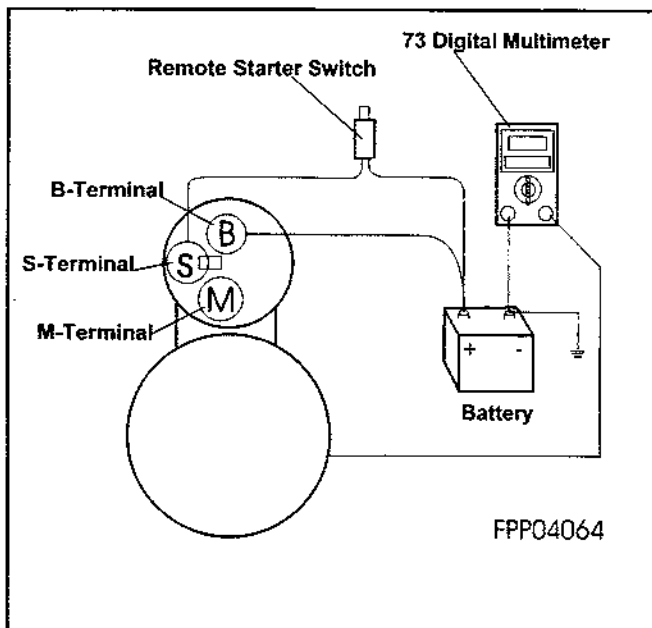 73 Digital Multimeter
Remote Starter Switch
B-Terminal
B
S-Terminal
S
M
M-Terminal
+ -
Battery
FPP04064